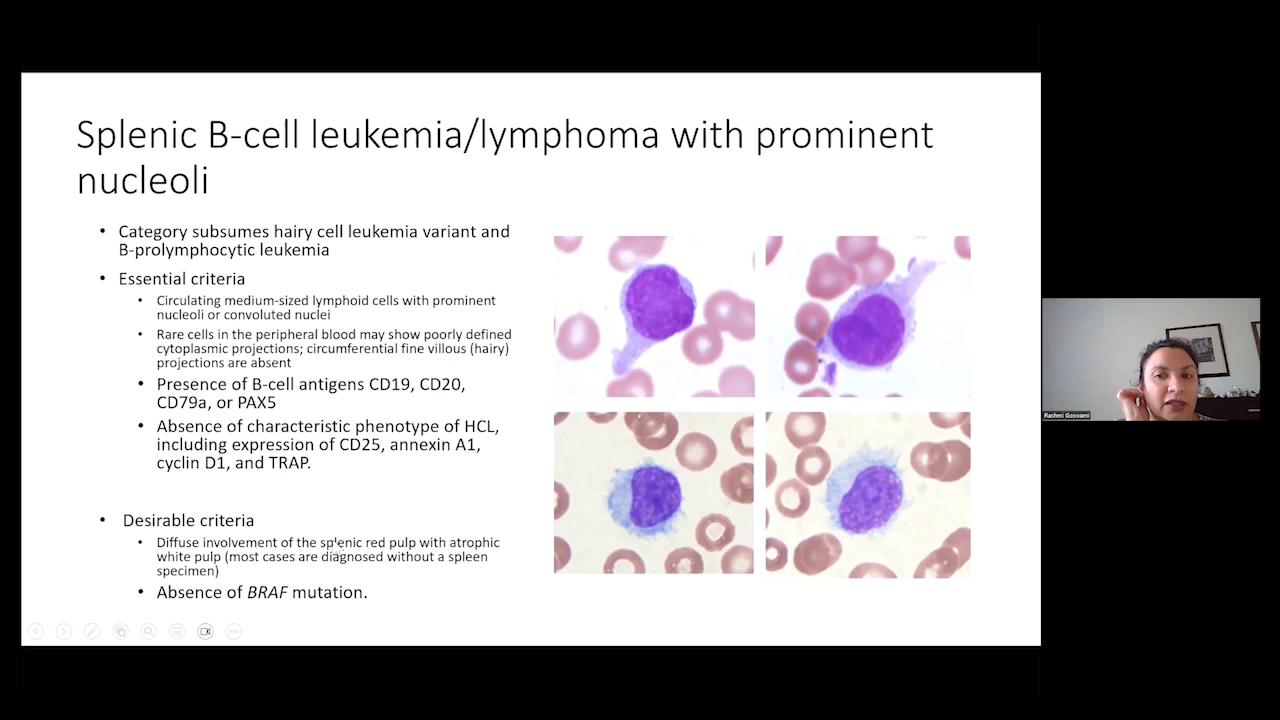 Splenic B-cell leukemia/lymphoma with prominent
nucleoli
• Category subsumes hairy cell leukemia variant and
B-prolymphocytic leukemia
• Essential criteria
• Circulating medium-sized lymphoid cells with prominent
nucleoli or convoluted nuclei
• Rare cells in the peripheral blood may show poorly defined
cytoplasmic projections; circumferential fine villous (hairy)
projections are absent
• Presence of B-cell antigens CD19, CD20,
CD79a, or PAX5
• Absence of characteristic phenotype of HCL,
including expression of CD25, annexin A1,
cyclin D1, and TRAP.
• Desirable criteria
• Diffuse involvement of the splenic red pulp with atrophic
white pulp (most cases are diagnosed without a spleen
specimen)
• Absence of BRAF mutation.
Rashmi Goswami